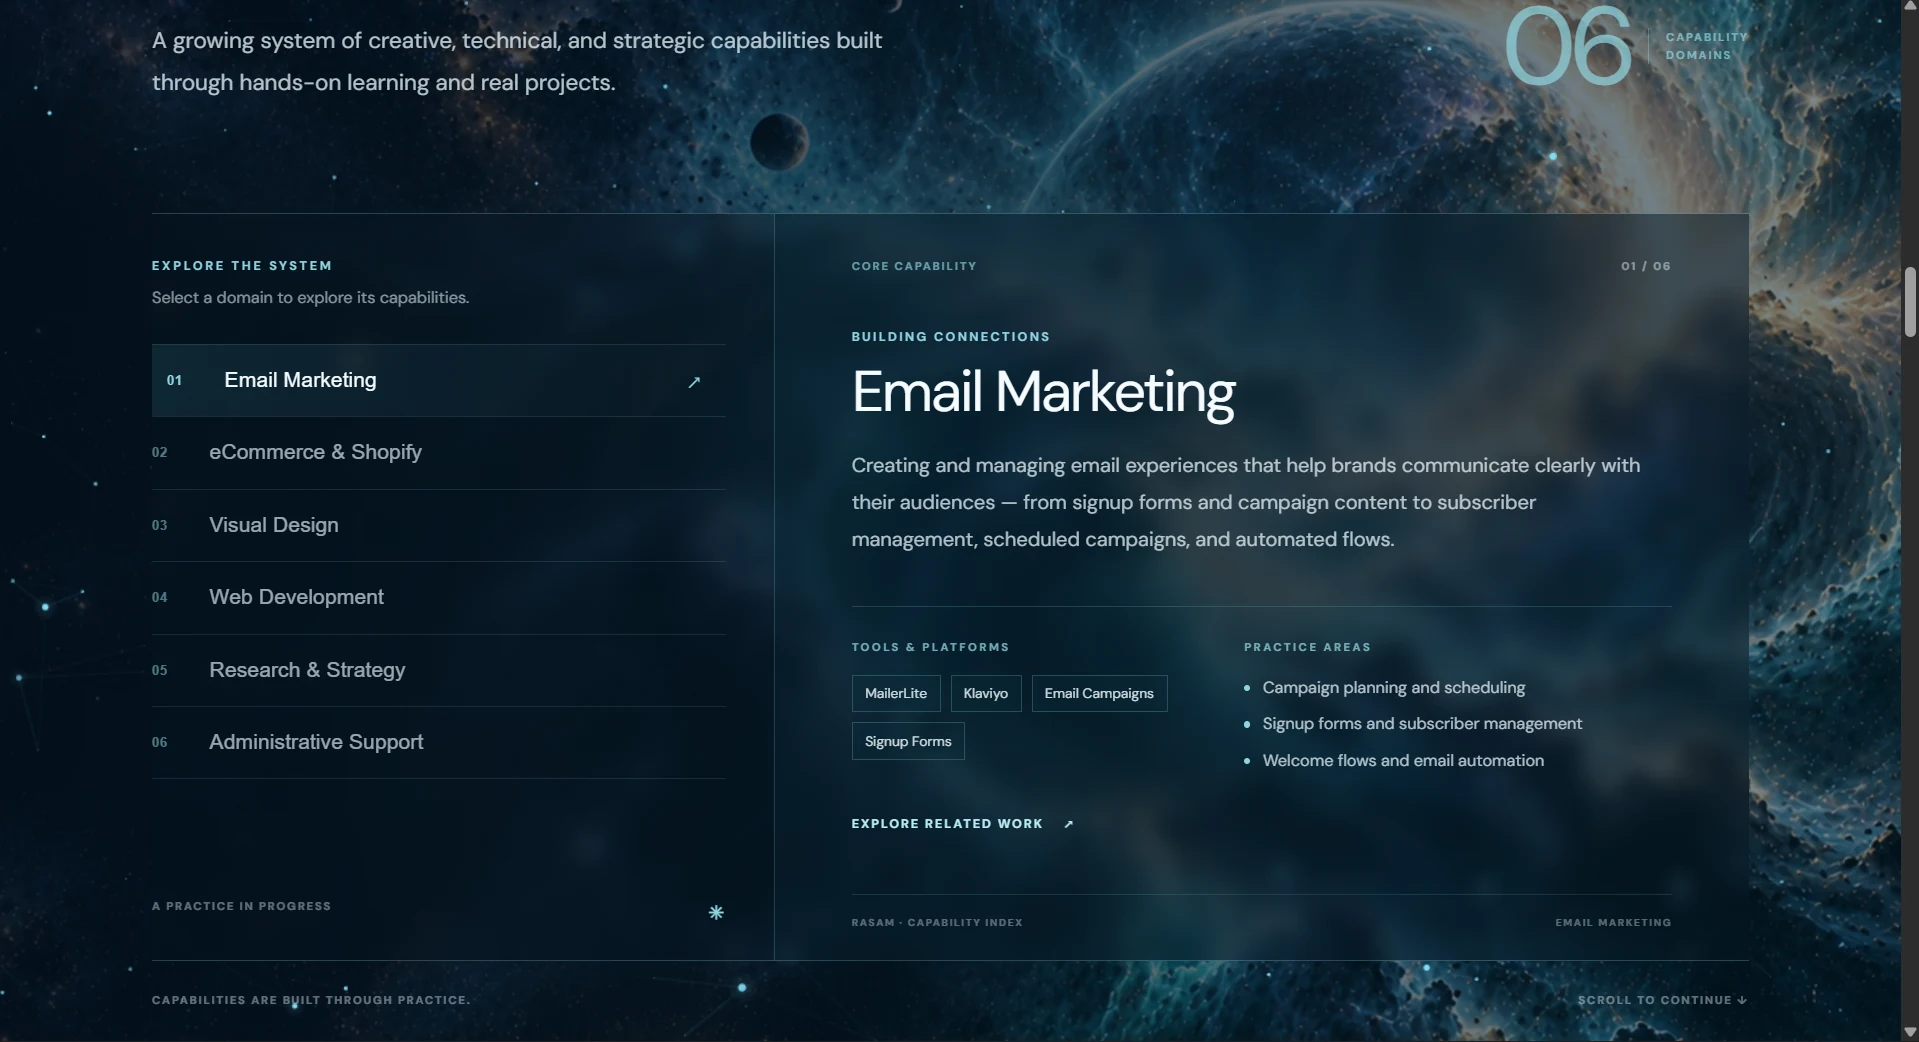 A growing system of creative, technical, and strategic capabilities built
through hands-on learning and real projects.
06
CAPABILITY
DOMAINS
EXPLORE THE SYSTEM
Select a domain to explore its capabilities.
01 Email Marketing ↗
02 eCommerce & Shopify
03 Visual Design
04 Web Development
05 Research & Strategy
06 Administrative Support
A PRACTICE IN PROGRESS
CORE CAPABILITY
01 / 06
BUILDING CONNECTIONS
Email Marketing
Creating and managing email experiences that help brands communicate clearly with
their audiences — from signup forms and campaign content to subscriber
management, scheduled campaigns, and automated flows.
TOOLS & PLATFORMS
MailerLite
Klaviyo
Email Campaigns
Signup Forms
PRACTICE AREAS
Campaign planning and scheduling
Signup forms and subscriber management
Welcome flows and email automation
EXPLORE RELATED WORK ↗
RASAM · CAPABILITY INDEX
EMAIL MARKETING
CAPABILITIES ARE BUILT THROUGH PRACTICE.
SCROLL TO CONTINUE ↓